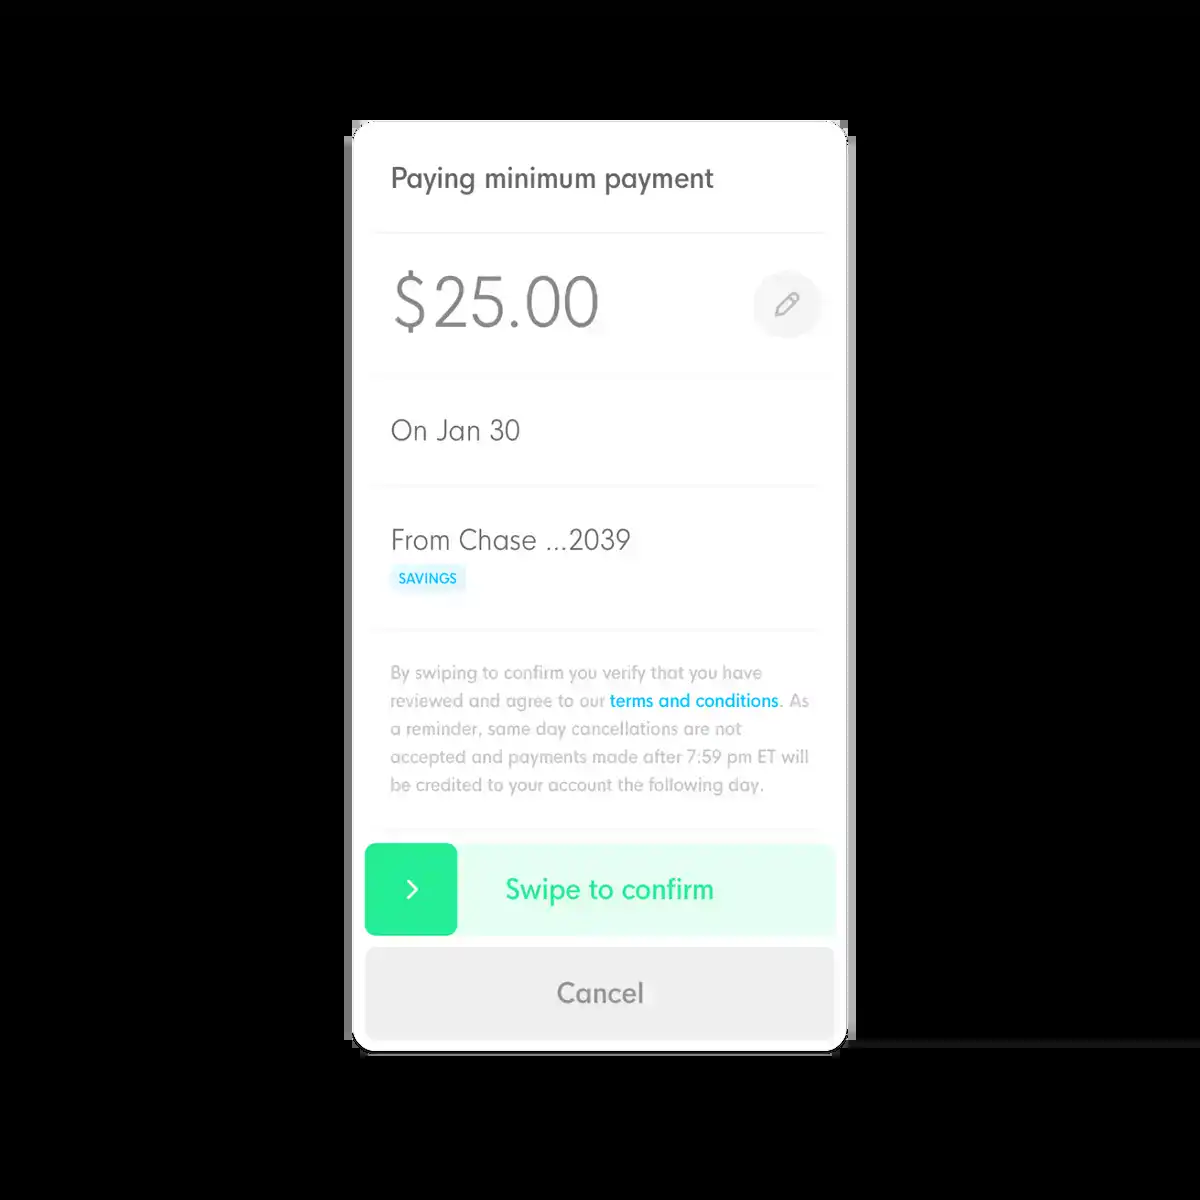 Paying minimum payment
$25.00
On Jan 30
From Chase ...2039
SAVINGS
By swiping to confirm you verify that you have
reviewed and agree to our terms and conditions. As
a reminder, same day cancellations are not
accepted and payments made after 7:59 pm ET will
be credited to your account the following day.
Swipe to confirm
Cancel